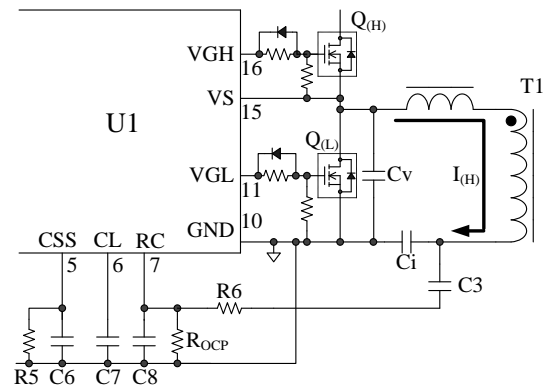 Q(H)
VGH
16
T1
VS
15
U1
Q(L)
I(H)
VGL
11
Cv
10
GND
CSS
CL
RC
5
6
7
Ci
C3
R6
R5
C6
C7
C8
ROCP